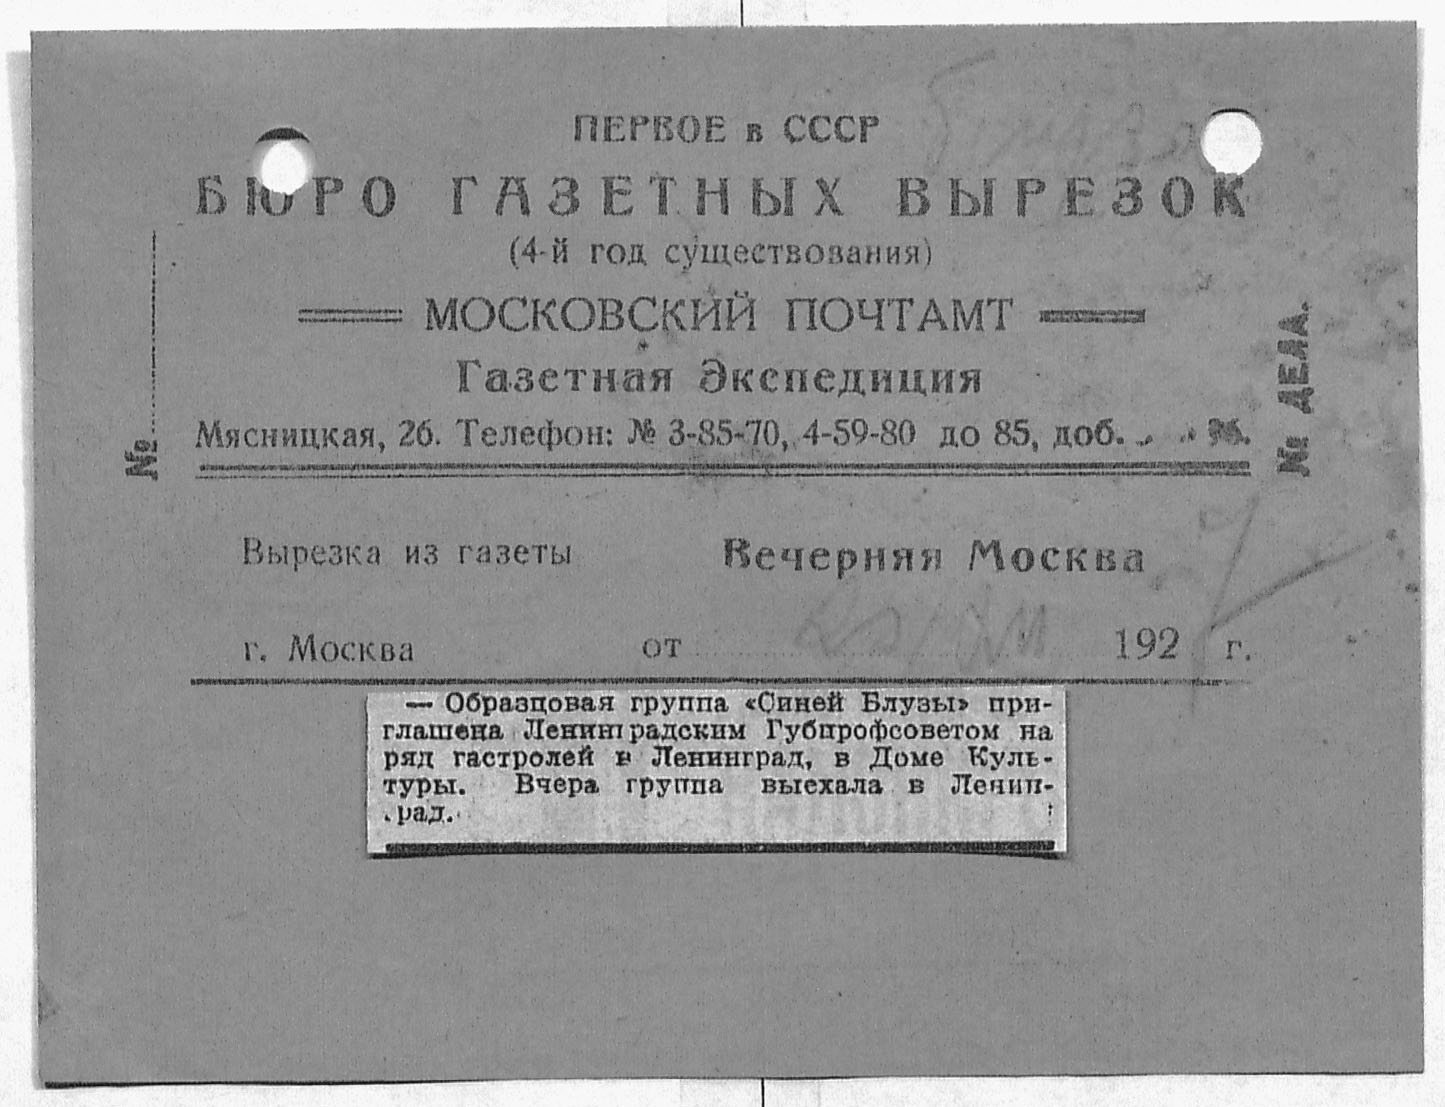 ПЕРВОЕ в СССР
БЮРО ГАЗЕТНЫХ ВЫРЕЗОК
(4-й год существования)
МОСКОВСКИЙ ПОЧТАМТ
Газетная Экспедиция
Мясницкая, 26. Телефон: № 3-85-70, 4-59-80 до 85, доб.
№
№ ДЕЛА.
Вырезка из газеты Вечерняя Москва
г. Москва от 192 г.
— Образцовая группа «Синей Блузы» при-
глашена Ленинградским Губпрофсоветом на
ряд гастролей в Ленинград, в Доме Куль-
туры. Вчера группа выехала в Ленин-
рад.